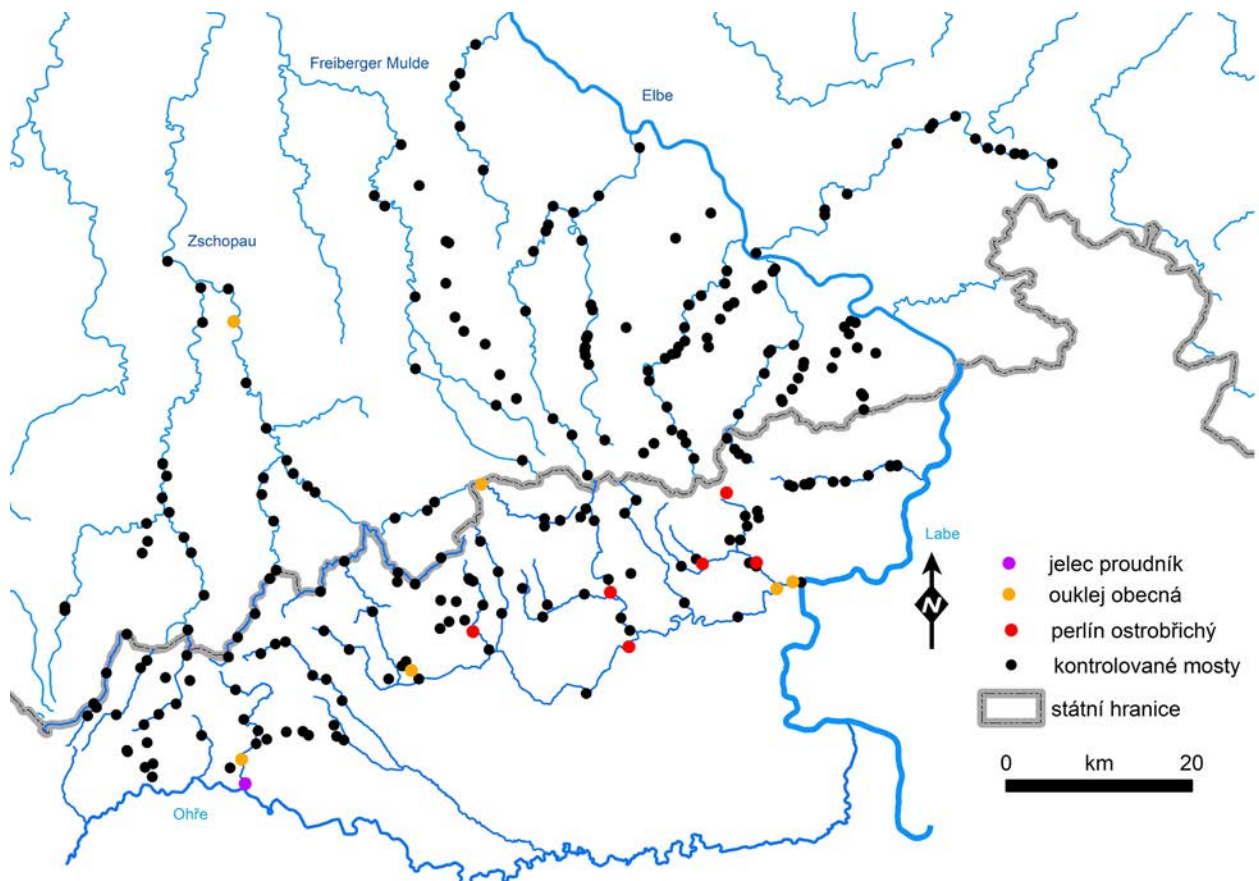 Freiberger Mulde
Elbe
Zschopau
Labe
N
jelec proudník
ouklej obecná
perlín ostrobřichý
kontrolované mosty
státní hranice
0 km 20
Ohře